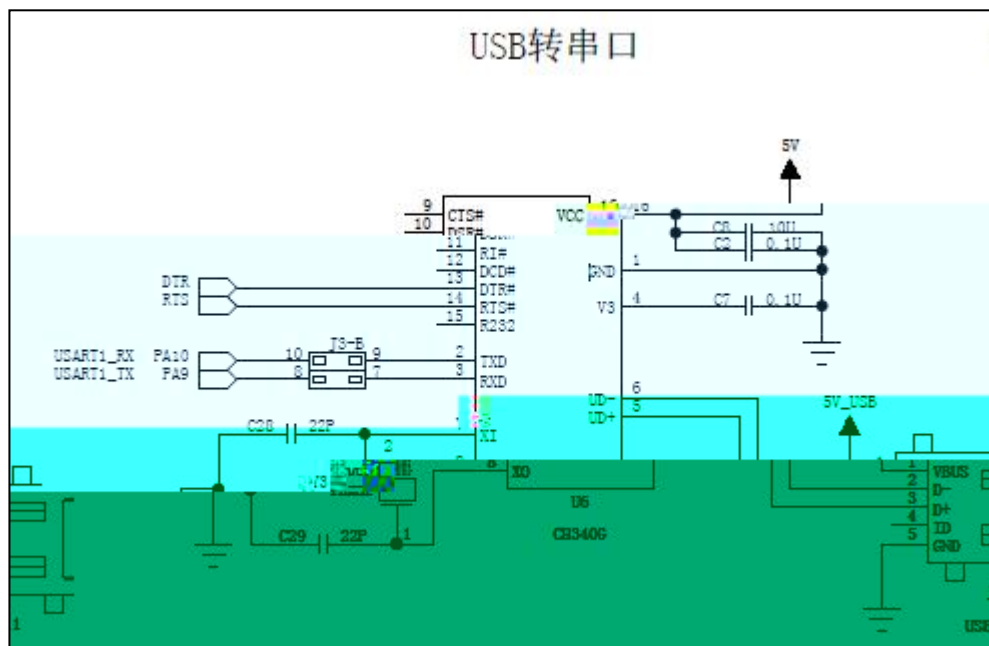 USB转串口
5V
9 CTS# VCC
10 DSR# C8 10U
11 RI# C2 0.1U
12 DCD# GND 1
DTR 13 DTR#
RTS 14 RTS# V3 4 C7 0.1U
15 R232
J3-B
USART1_RX PA10 10 9 2 TXD
USART1_TX PA9 8 7 3 RXD
UD- 6
UD+ 5 5V_USB
C28 22P XI
2
XO 1 VBUS
2 D-
U6 3 D+
4 ID
C29 22P 1 CH340G 5 GND
1